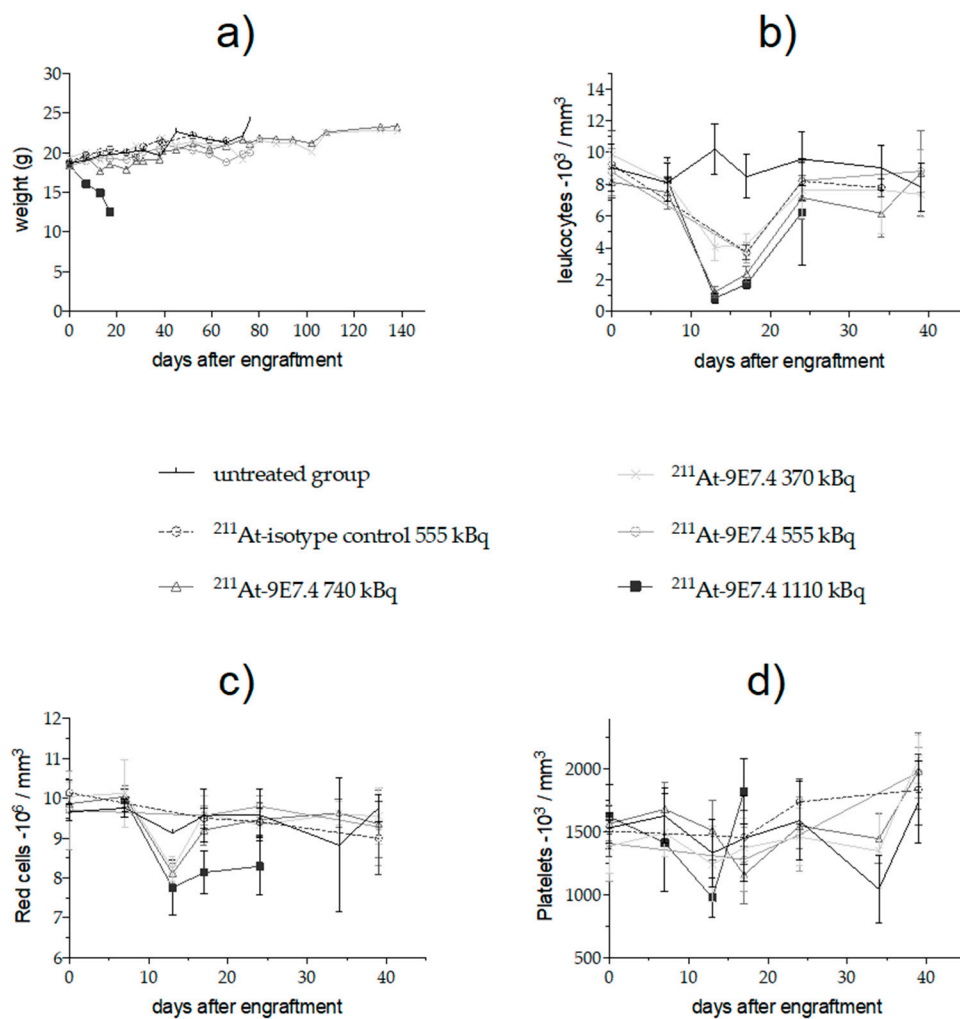 a)
30
25
20
15
10
5
0
weight (g)
0 20 40 60 80 100 120 140
days after engraftment
b)
14
12
10
8
6
4
2
0
leukocytes -10³ / mm³
0 10 20 30 40
days after engraftment
untreated group
²¹¹At-isotype control 555 kBq
²¹¹At-9E7.4 740 kBq
²¹¹At-9E7.4 370 kBq
²¹¹At-9E7.4 555 kBq
²¹¹At-9E7.4 1110 kBq
c)
12
11
10
9
8
7
6
Red cells -10⁶ / mm³
0 10 20 30 40
days after engraftment
d)
2000
1500
1000
500
Platelets -10³ / mm³
0 10 20 30 40
days after engraftment